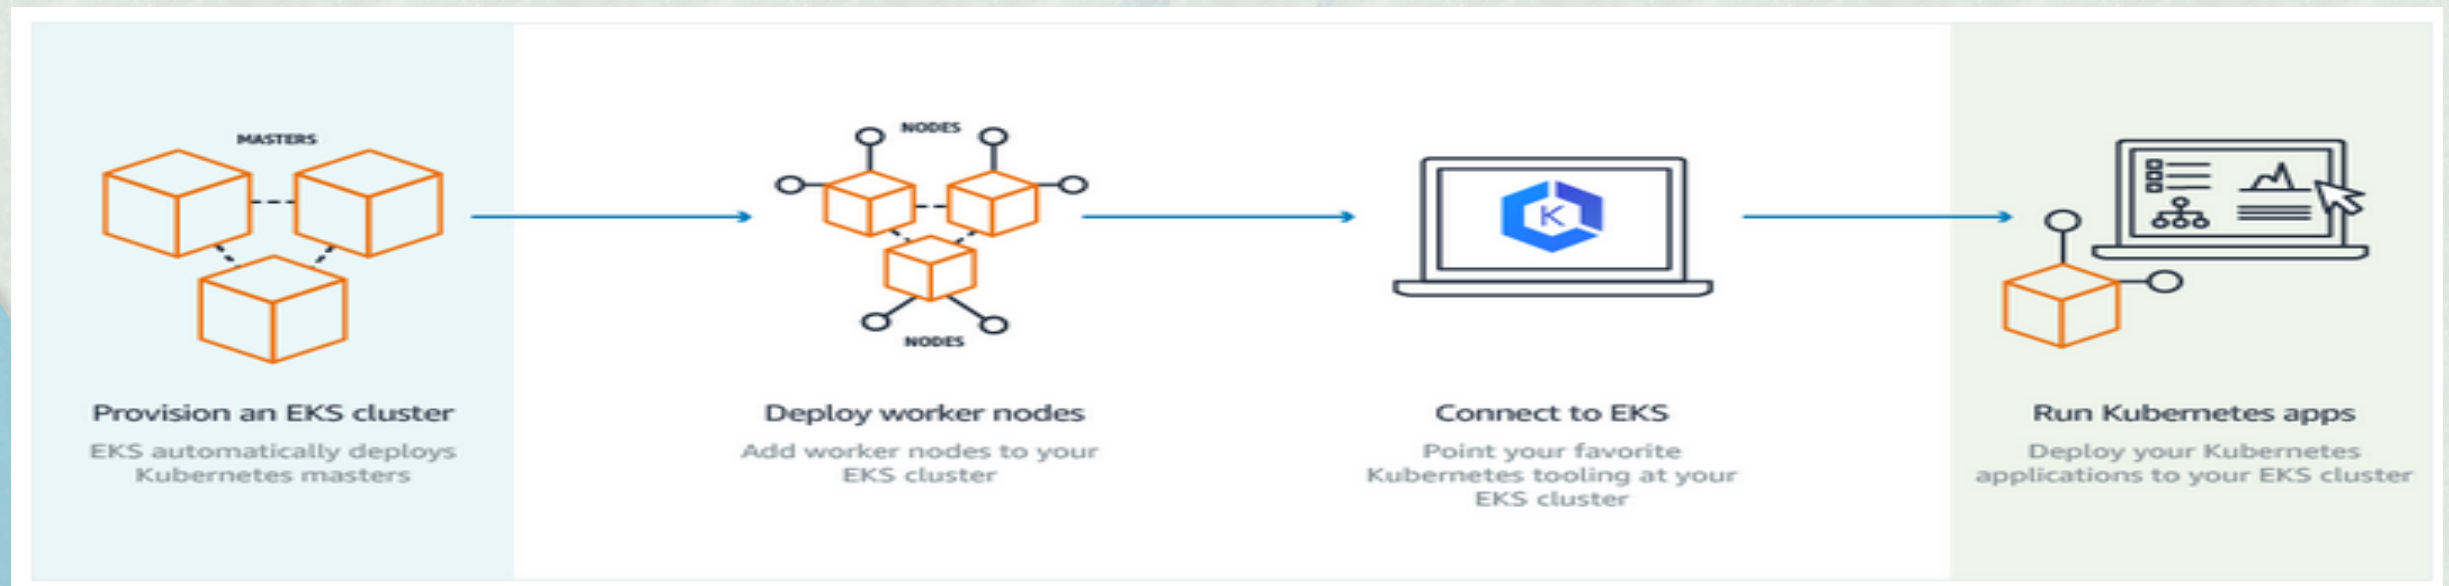 MASTERS
Provision an EKS cluster
EKS automatically deploys
Kubernetes masters
NODES
NODES
Deploy worker nodes
Add worker nodes to your
EKS cluster
K
Connect to EKS
Point your favorite
Kubernetes tooling at your
EKS cluster
Run Kubernetes apps
Deploy your Kubernetes
applications to your EKS cluster